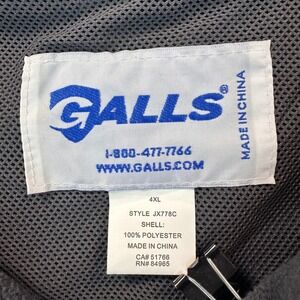 GALLS®
MADE IN CHINA
1-800-477-7766
WWW.GALLS.COM
4XL
STYLE JX778C
SHELL:
100% POLYESTER
MADE IN CHINA
CA# 51766
RN# 84965